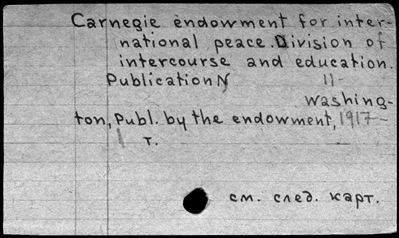 Carnegie endowment for inter-
national peace. Division of
intercourse and education.
Publication N 11-
Washing-
ton, Publ. by the endowment, 1917-
т.
см. след. карт.